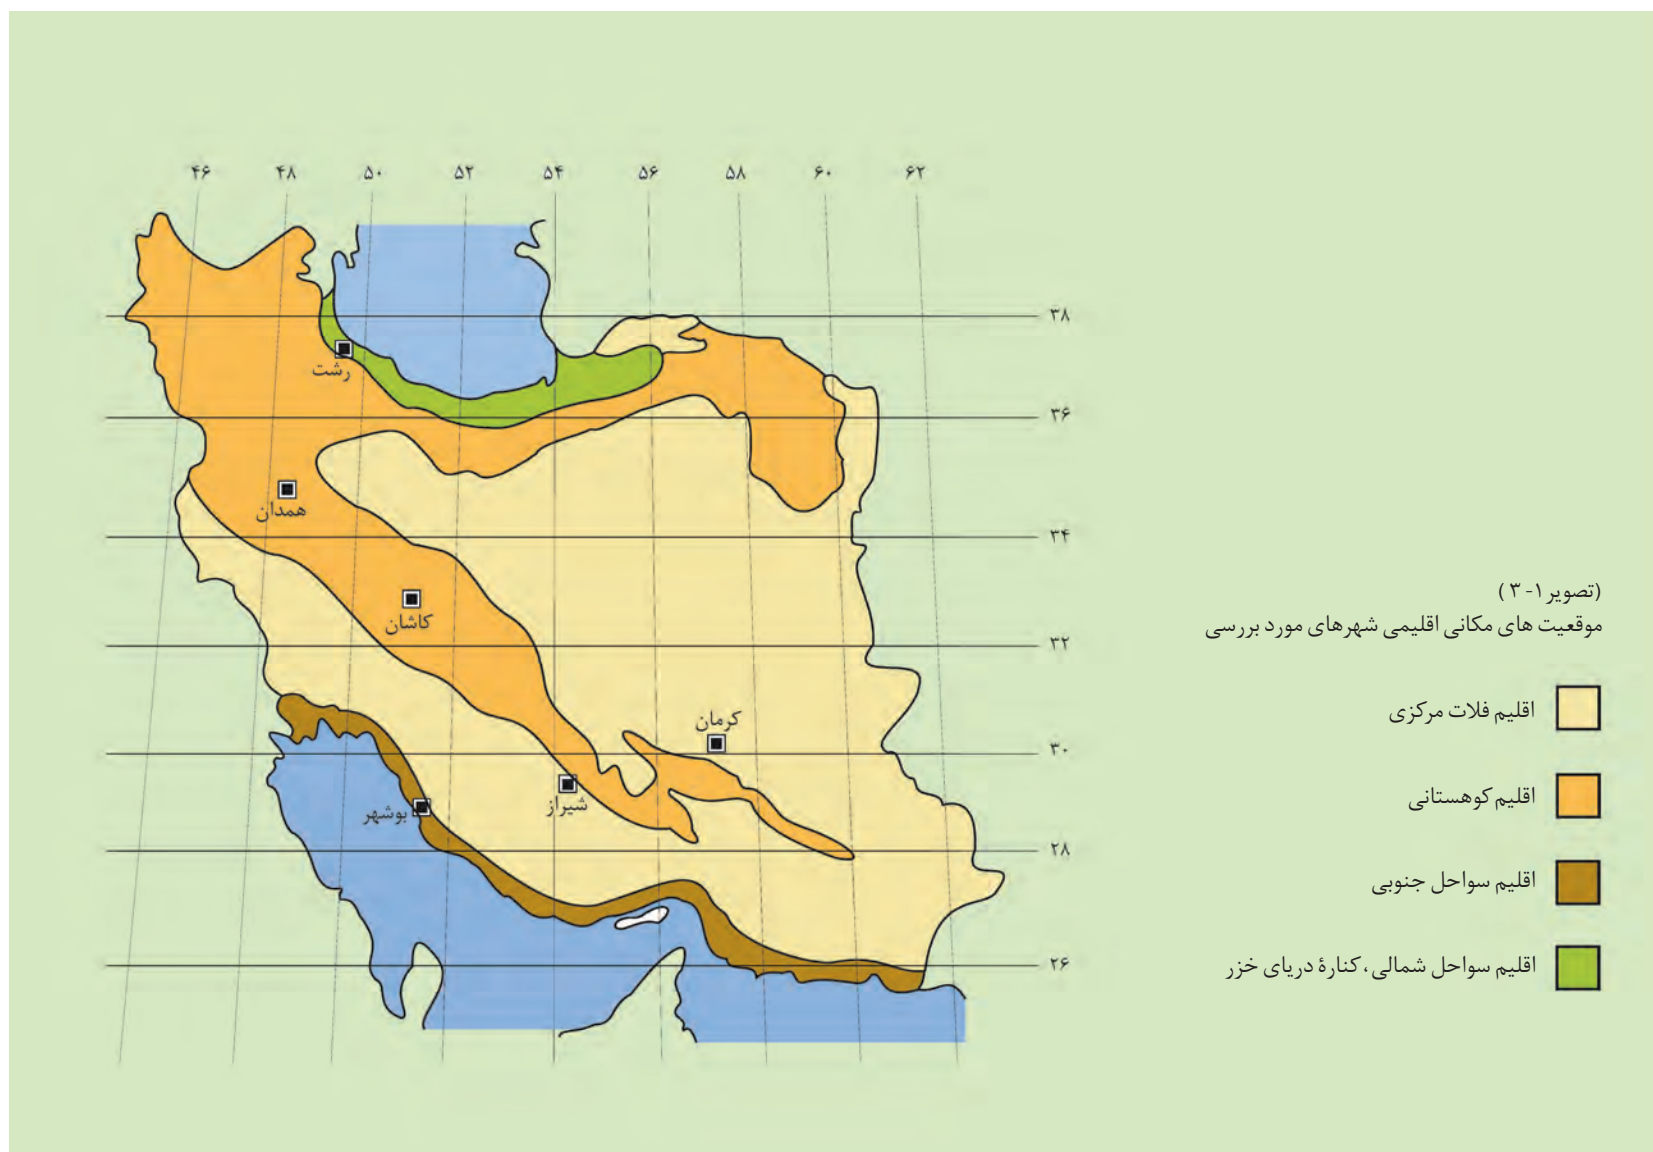 ۴۶ ۴۸ ۵۰ ۵۲ ۵۴ ۵۶ ۵۸ ۶۰ ۶۲
۳۸
رشت
۳۶
همدان
۳۴
کاشان
۳۲
کرمان
۳۰
شیراز
بوشهر
۲۸
۲۶
(تصویر ۱- ۳ )
موقعیت های مکانی اقلیمی شهرهای مورد بررسی
اقلیم فلات مرکزی
اقلیم کوهستانی
اقلیم سواحل جنوبی
اقلیم سواحل شمالی، کنارهٔ دریای خزر